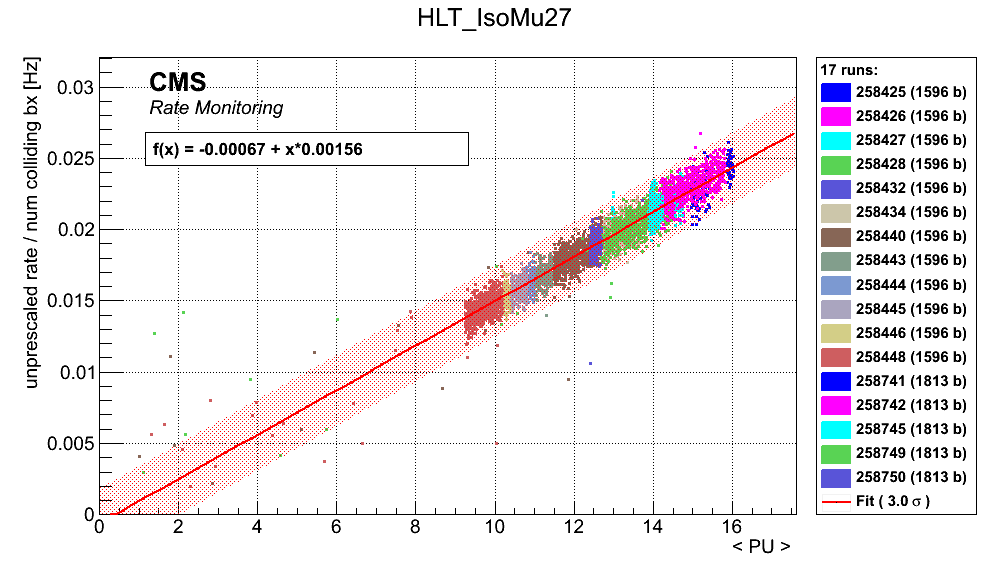 HLT_IsoMu27
unprescaled rate / num colliding bx [Hz]
0.03
0.025
0.02
0.015
0.01
0.005
0
CMS
Rate Monitoring
f(x) = -0.00067 + x*0.00156
0 2 4 6 8 10 12 14 16
< PU >
17 runs:
258425 (1596 b)
258426 (1596 b)
258427 (1596 b)
258428 (1596 b)
258432 (1596 b)
258434 (1596 b)
258440 (1596 b)
258443 (1596 b)
258444 (1596 b)
258445 (1596 b)
258446 (1596 b)
258448 (1596 b)
258741 (1813 b)
258742 (1813 b)
258745 (1813 b)
258749 (1813 b)
258750 (1813 b)
Fit ( 3.0 σ )